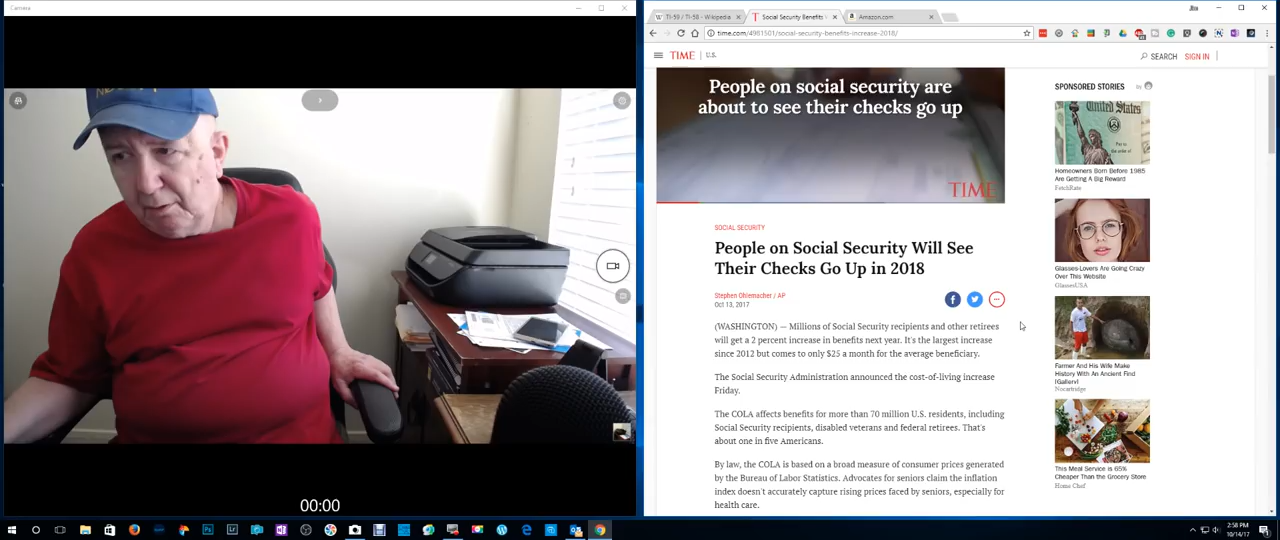 Camera
00:00
TI-59 / TI-58 - Wikipedia
Social Security Benefits
Amazon.com
Jim
time.com/4981501/social-security-benefits-increase-2018/
TIME
U.S.
SEARCH
SIGN IN
People on social security are
about to see their checks go up
TIME
SOCIAL SECURITY
People on Social Security Will See
Their Checks Go Up in 2018
Stephen Ohlemacher / AP
Oct 13, 2017
(WASHINGTON) — Millions of Social Security recipients and other retirees
will get a 2 percent increase in benefits next year. It's the largest increase
since 2012 but comes to only $25 a month for the average beneficiary.
The Social Security Administration announced the cost-of-living increase
Friday.
The COLA affects benefits for more than 70 million U.S. residents, including
Social Security recipients, disabled veterans and federal retirees. That's
about one in five Americans.
By law, the COLA is based on a broad measure of consumer prices generated
by the Bureau of Labor Statistics. Advocates for seniors claim the inflation
index doesn't accurately capture rising prices faced by seniors, especially for
health care.
SPONSORED STORIES
by
United States
Homeowners Born Before 1985
Are Getting A Big Reward
FetchRate
Glasses-Lovers Are Going Crazy
Over This Website
GlassesUSA
Farmer And His Wife Make
History With An Ancient Find
[Gallery]
Nocartridge
This Meal Service is 65%
Cheaper Than the Grocery Store
Home Chef
2:58 PM
10/14/17